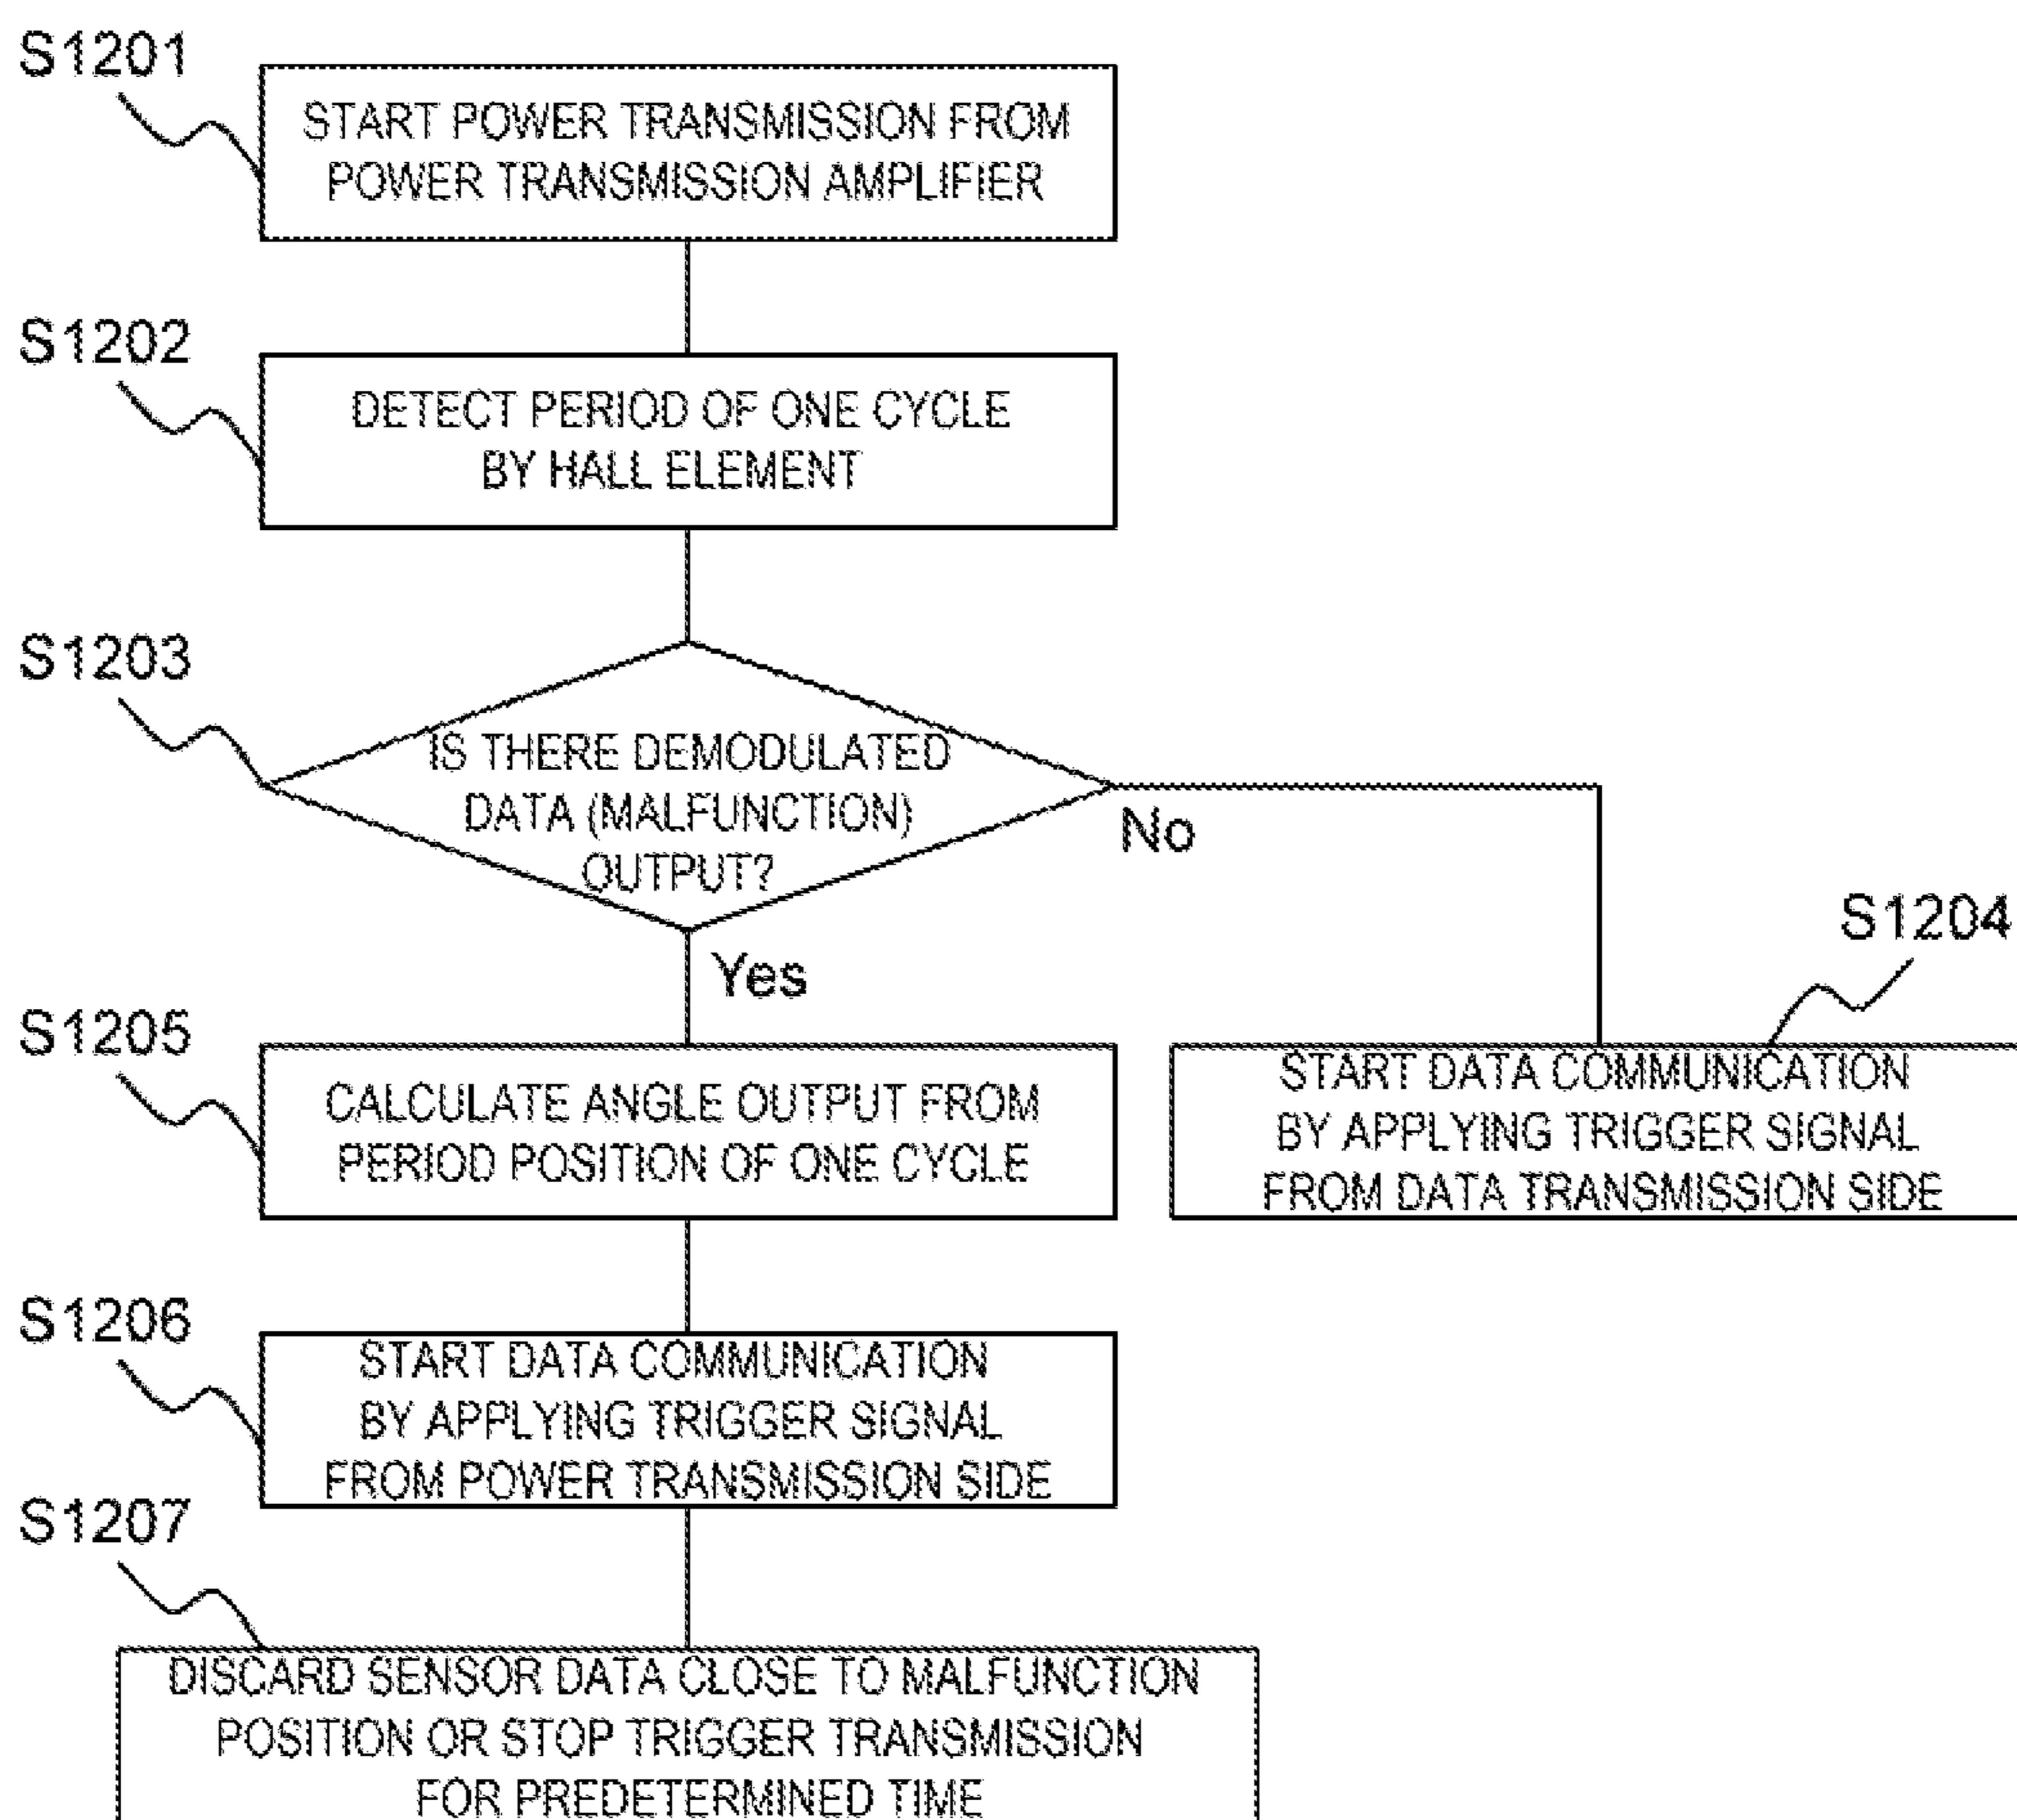 S1201
START POWER TRANSMISSION FROM
POWER TRANSMISSION AMPLIFIER
S1202
DETECT PERIOD OF ONE CYCLE
BY HALL ELEMENT
S1203
IS THERE DEMODULATED
DATA (MALFUNCTION)
OUTPUT?
No
Yes
S1204
START DATA COMMUNICATION
BY APPLYING TRIGGER SIGNAL
FROM DATA TRANSMISSION SIDE
S1205
CALCULATE ANGLE OUTPUT FROM
PERIOD POSITION OF ONE CYCLE
S1206
START DATA COMMUNICATION
BY APPLYING TRIGGER SIGNAL
FROM POWER TRANSMISSION SIDE
S1207
DISCARD SENSOR DATA CLOSE TO MALFUNCTION
POSITION OR STOP TRIGGER TRANSMISSION
FOR PREDETERMINED TIME